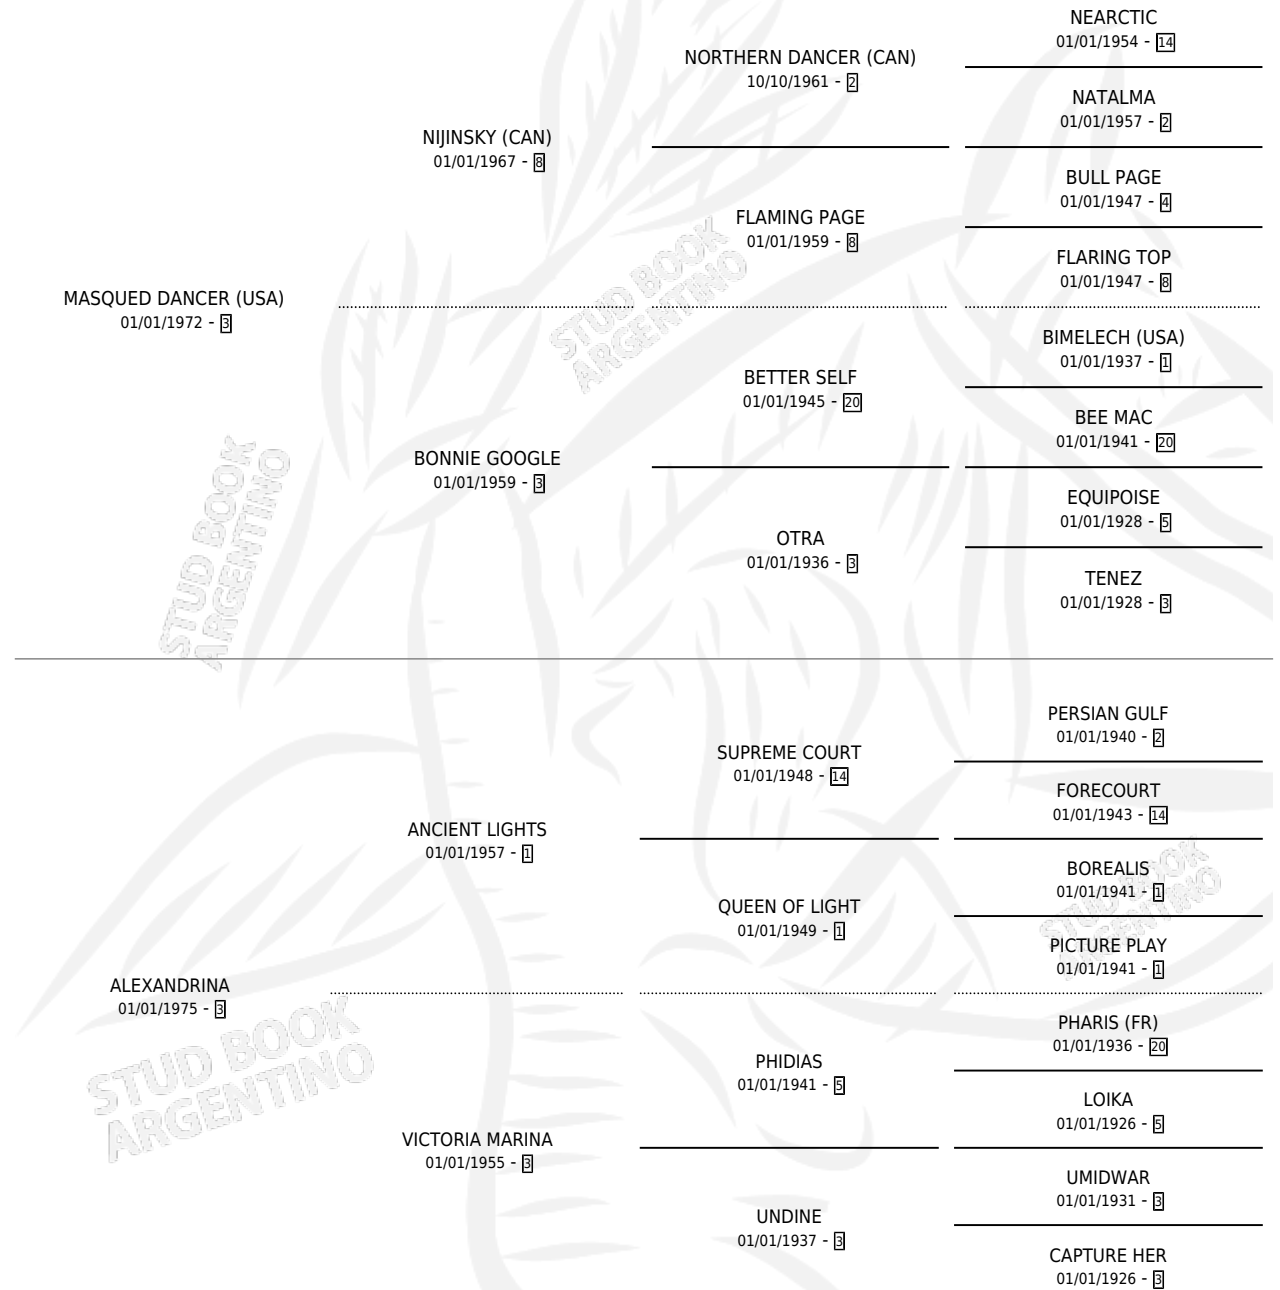 NEARCTIC
01/01/1954 - 14
NORTHERN DANCER (CAN)
10/10/1961 - 2
NATALMA
01/01/1957 - 2
NIJINSKY (CAN)
01/01/1967 - 8
BULL PAGE
01/01/1947 - 4
FLAMING PAGE
01/01/1959 - 8
FLARING TOP
01/01/1947 - 8
MASQUED DANCER (USA)
01/01/1972 - 3
BIMELECH (USA)
01/01/1937 - 1
BETTER SELF
01/01/1945 - 20
BEE MAC
01/01/1941 - 20
BONNIE GOOGLE
01/01/1959 - 3
EQUIPOISE
01/01/1928 - 5
OTRA
01/01/1936 - 3
TENEZ
01/01/1928 - 3
STUD BOOK
ARGENTINO
STUD BOOK
ARGENTINO
PERSIAN GULF
01/01/1940 - 2
SUPREME COURT
01/01/1948 - 14
FORECOURT
01/01/1943 - 14
ANCIENT LIGHTS
01/01/1957 - 1
BOREALIS
01/01/1941 - 1
QUEEN OF LIGHT
01/01/1949 - 1
PICTURE PLAY
01/01/1941 - 1
ALEXANDRINA
01/01/1975 - 3
PHARIS (FR)
01/01/1936 - 20
PHIDIAS
01/01/1941 - 5
LOIKA
01/01/1926 - 5
VICTORIA MARINA
01/01/1955 - 3
UMIDWAR
01/01/1931 - 3
UNDINE
01/01/1937 - 3
CAPTURE HER
01/01/1926 - 3
STUD BOOK
ARGENTINO
STUD BOOK
ARGENTINO